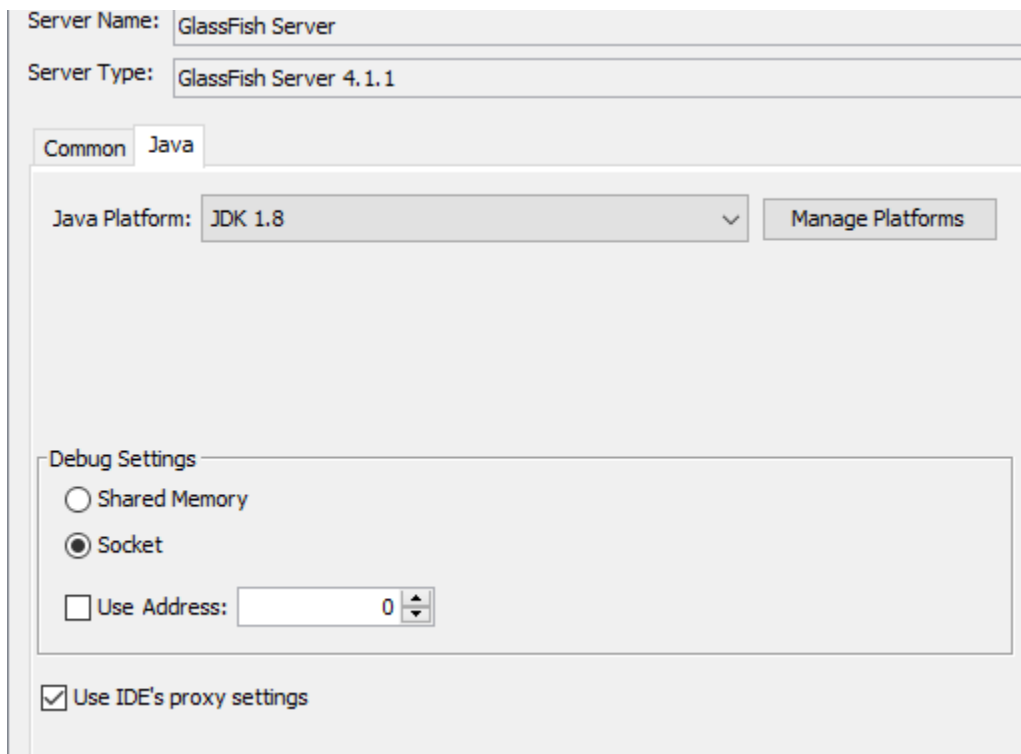 Server Name: GlassFish Server
Server Type: GlassFish Server 4.1.1
Common Java
Java Platform: JDK 1.8 Manage Platforms
Debug Settings
Shared Memory
Socket
Use Address: 0
Use IDE's proxy settings